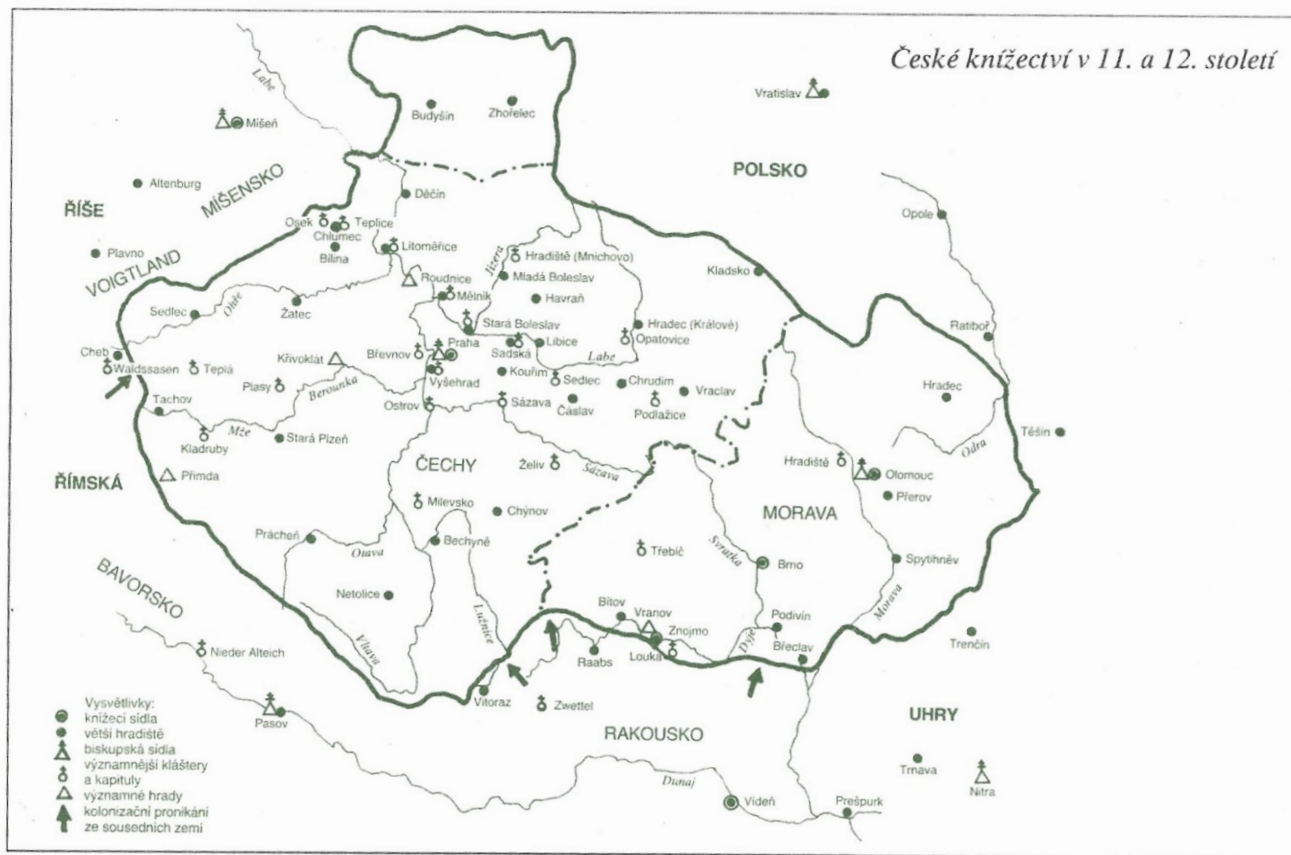 České knížectví v 11. a 12. století
Labe
Budyšín
Zhořelec
Vratislav
Míšeň
POLSKO
Altenburg
MÍŠENSKO
Děčín
ŘÍŠE
Opole
Osek
Teplice
Chlumec
Bílina
Litoměřice
Jizera
Hradiště (Mnichovo)
Plavno
VOIGTLAND
Roudnice
Mladá Boleslav
Kladsko
Mělník
Havraň
Sedlec
Ohře
Žatec
Stará Boleslav
Hradec (Králové)
Ratiboř
Cheb
Křivoklát
Břevnov
Praha
Sadská
Libice
Opatovice
Labe
Waidssasen
Teplá
Vyšehrad
Kouřim
Sedlec
Chrudim
Vraclav
Hradec
Plasy
Berounka
Tachov
Ostrov
Sázava
Čáslav
Podlažice
Mže
Kladruby
Stará Plzeň
Těšín
Odra
ŘÍMSKÁ
Přimda
ČECHY
Želiv
Sázava
Hradiště
Olomouc
Přerov
Milevsko
Chýnov
MORAVA
Prácheň
Otava
Bechyně
Třebíč
Svratka
Brno
Spytihněv
BAVORSKO
Netolice
Lužnice
Bítov
Vranov
Podivín
Morava
Vltava
Znojmo
Dyje
Břeclav
Trenčín
Nieder Alteich
Raabs
Louka
Vitoraz
Zwettel
Pasov
RAKOUSKO
UHRY
Dunaj
Vídeň
Trnava
Nitra
Prešpurk
Vysvětlivky:
knížecí sídla
větší hradiště
biskupská sídla
významnější kláštery
a kapituly
významné hrady
kolonizační pronikání
ze sousedních zemí